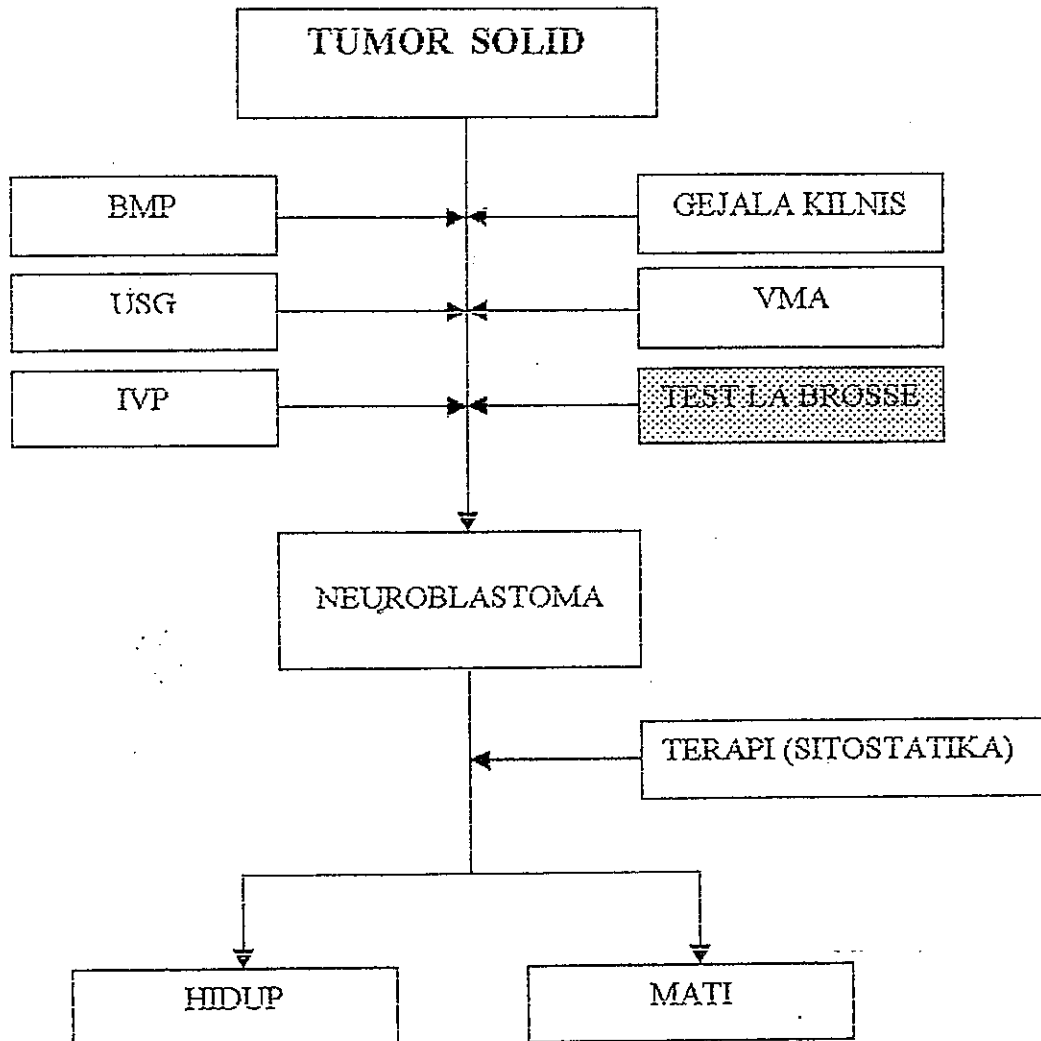 TUMOR SOLID
BMP
GEJALA KILNIS
USG
VMA
IVP
TEST LA BROSSE
NEUROBLASTOMA
TERAPI (SITOSTATIKA)
HIDUP
MATI